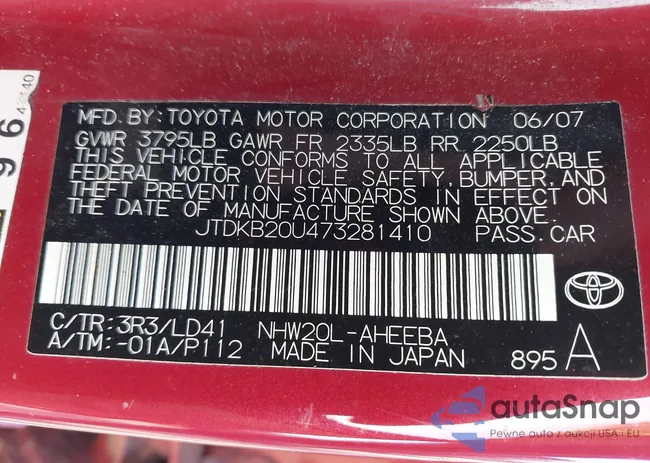 MFD. BY: TOYOTA MOTOR CORPORATION 06/07
GVWR 3795LB GAWR FR 2335LB RR 2250LB
THIS VEHICLE CONFORMS TO ALL APPLICABLE
FEDERAL MOTOR VEHICLE SAFETY, BUMPER, AND
THEFT PREVENTION STANDARDS IN EFFECT ON
THE DATE OF MANUFACTURE SHOWN ABOVE.
JTDKB20U473281410 PASS. CAR
C/TR: 3R3/LD41 NHW20L-AHEEBA
A/TM: -01A/P112 MADE IN JAPAN 895 A
96
autoSnap
Pewne auto z aukcji USA i EU